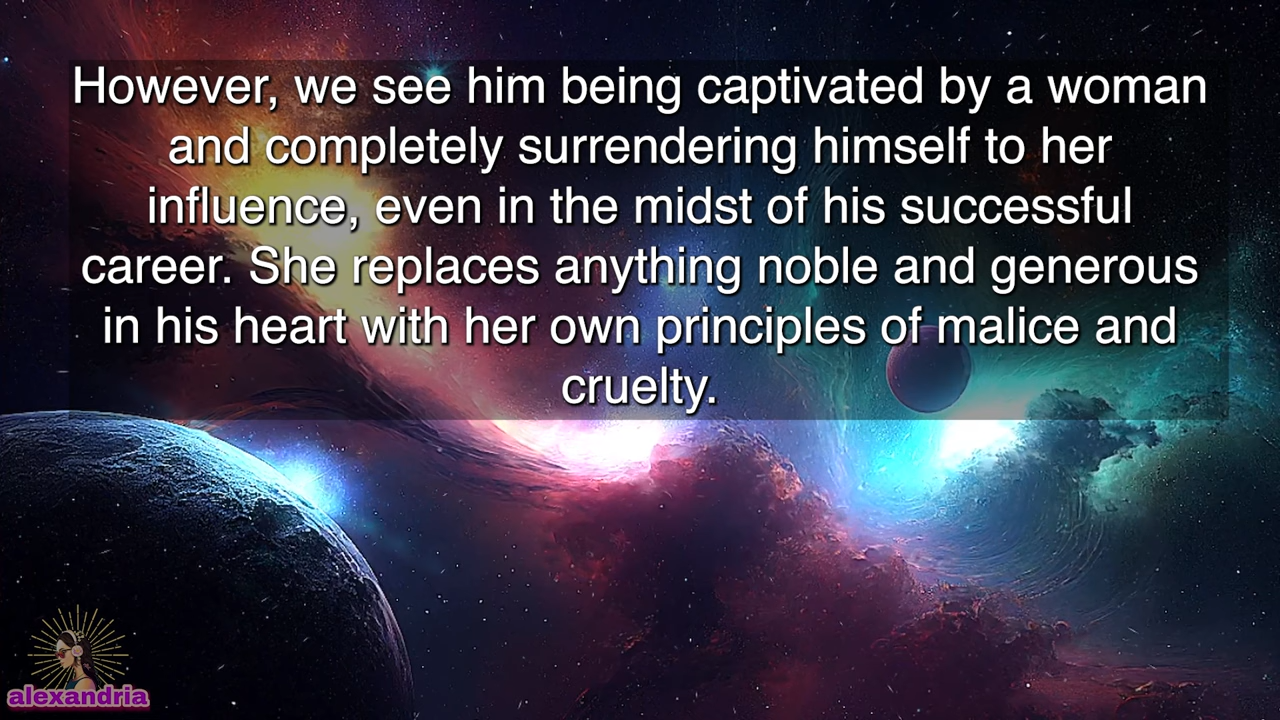 However, we see him being captivated by a woman
and completely surrendering himself to her
influence, even in the midst of his successful
career. She replaces anything noble and generous
in his heart with her own principles of malice and
cruelty.
alexandria